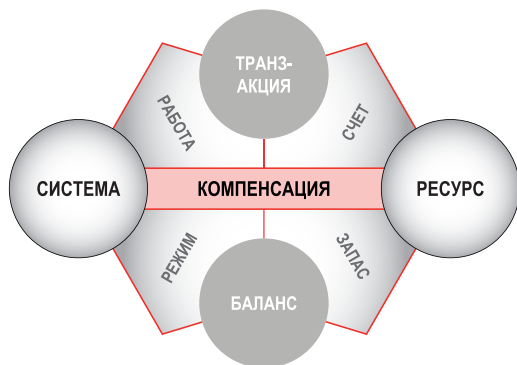 ТРАНЗ-
АКЦИЯ
РАБОТА
СЧЕТ
СИСТЕМА
КОМПЕНСАЦИЯ
РЕСУРС
РЕЖИМ
ЗАПАС
БАЛАНС